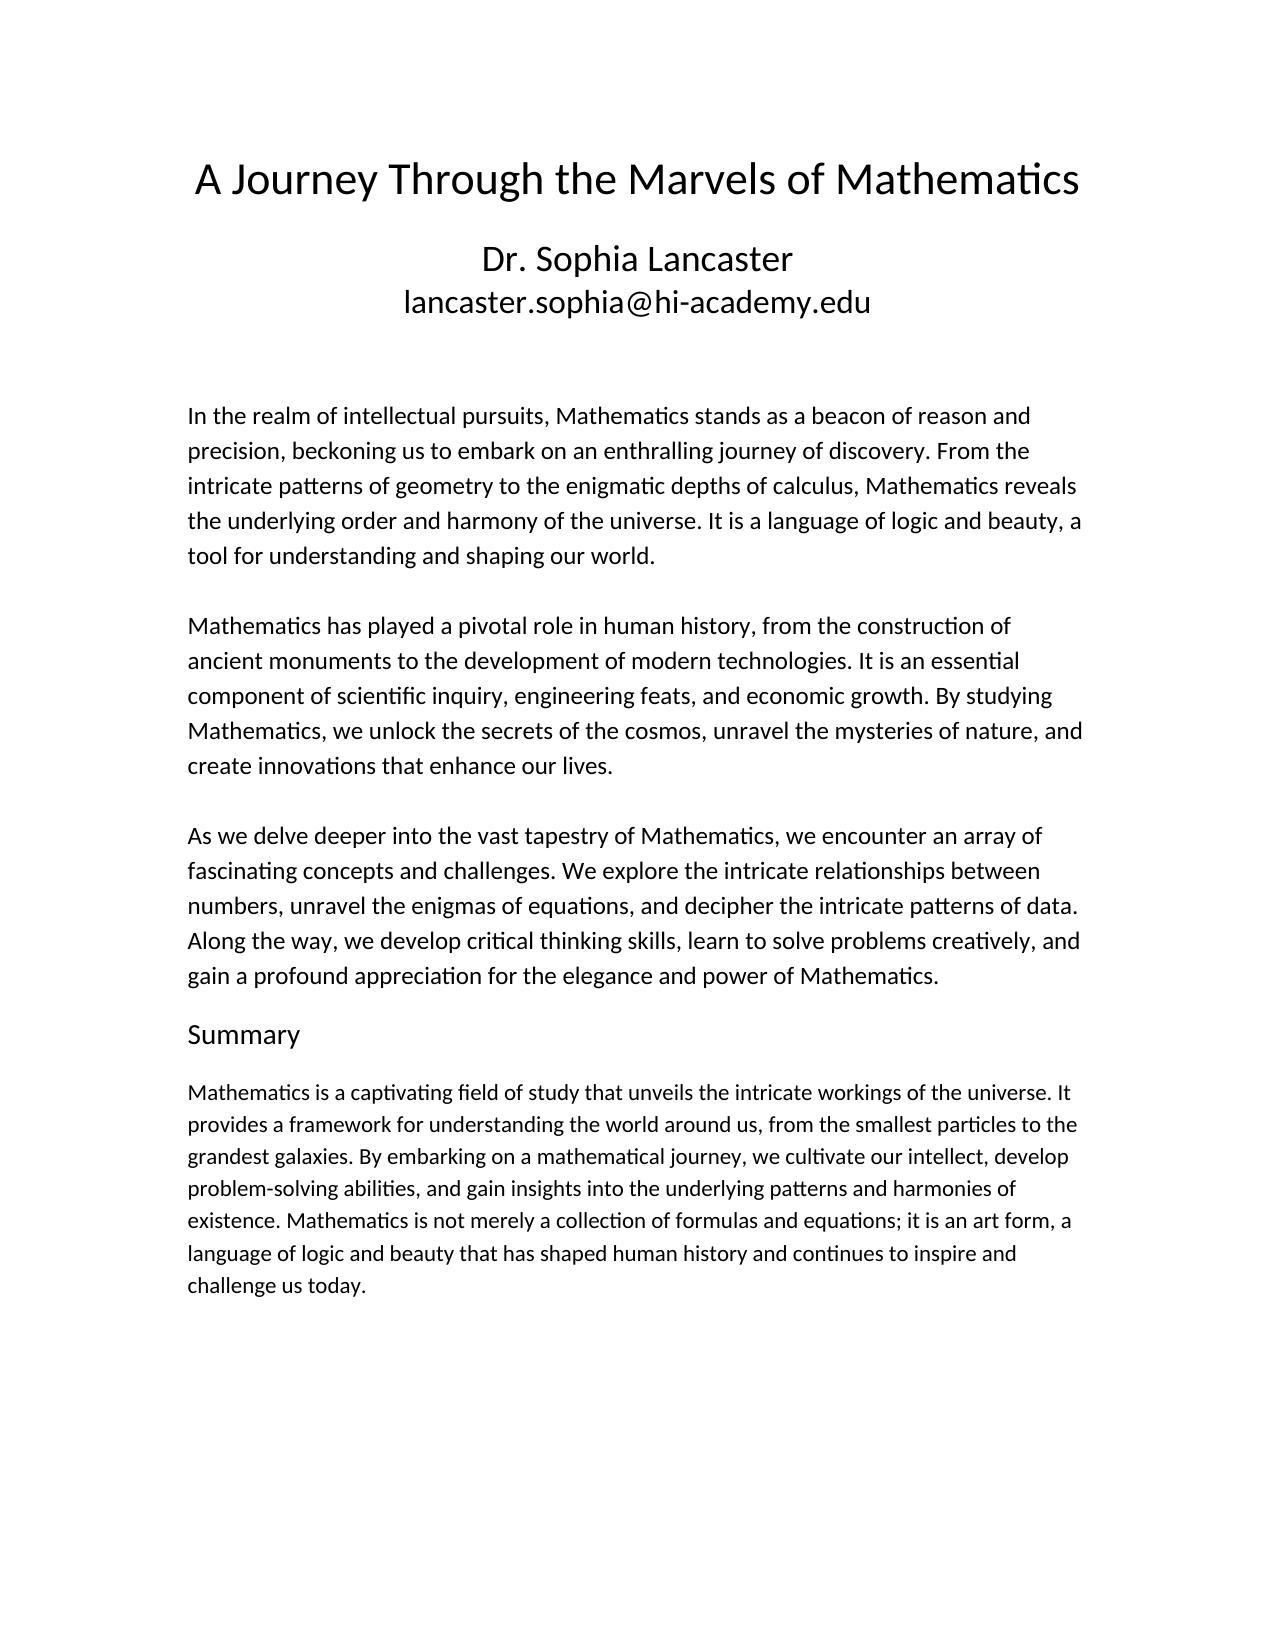 A Journey Through the Marvels of Mathematics
Dr. Sophia Lancaster
lancaster.sophia@hi-academy.edu
In the realm of intellectual pursuits, Mathematics stands as a beacon of reason and
precision, beckoning us to embark on an enthralling journey of discovery. From the
intricate patterns of geometry to the enigmatic depths of calculus, Mathematics reveals
the underlying order and harmony of the universe. It is a language of logic and beauty, a
tool for understanding and shaping our world.
Mathematics has played a pivotal role in human history, from the construction of
ancient monuments to the development of modern technologies. It is an essential
component of scientific inquiry, engineering feats, and economic growth. By studying
Mathematics, we unlock the secrets of the cosmos, unravel the mysteries of nature, and
create innovations that enhance our lives.
As we delve deeper into the vast tapestry of Mathematics, we encounter an array of
fascinating concepts and challenges. We explore the intricate relationships between
numbers, unravel the enigmas of equations, and decipher the intricate patterns of data.
Along the way, we develop critical thinking skills, learn to solve problems creatively, and
gain a profound appreciation for the elegance and power of Mathematics.
Summary
Mathematics is a captivating field of study that unveils the intricate workings of the universe. It
provides a framework for understanding the world around us, from the smallest particles to the
grandest galaxies. By embarking on a mathematical journey, we cultivate our intellect, develop
problem-solving abilities, and gain insights into the underlying patterns and harmonies of
existence. Mathematics is not merely a collection of formulas and equations; it is an art form, a
language of logic and beauty that has shaped human history and continues to inspire and
challenge us today.